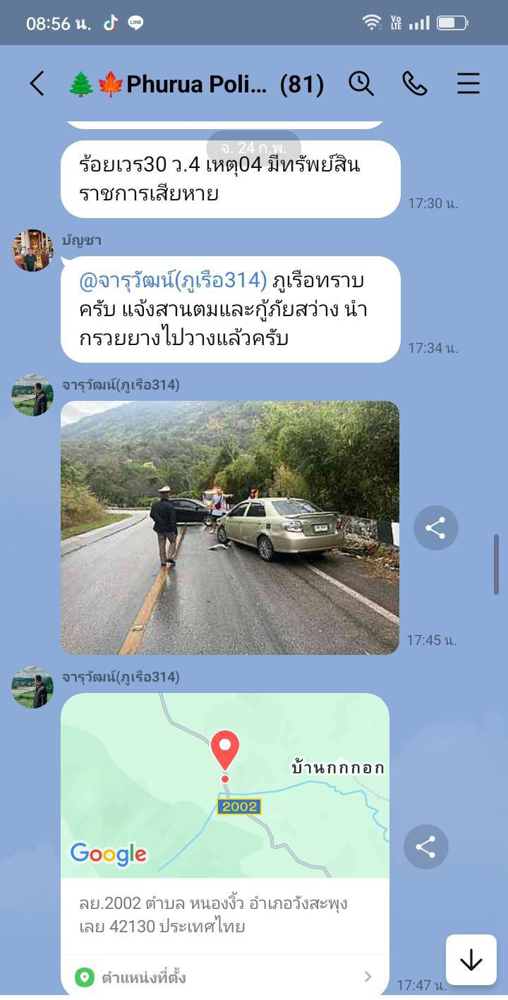 08:56 น.
LINE
Vo
LTE
Phurua Poli... (81)
จ. 24 ก.พ.
ร้อยเวร30 ว.4 เหตุ04 มีทรัพย์สิน
ราชการเสียหาย
17:30 น.
บัญชา
@จารุวัฒน์(ภูเรือ314) ภูเรือทราบ
ครับ แจ้งสานตมและกู้ภัยสว่าง นำ
กรวยยางไปวางแล้วครับ
17:34 น.
จารุวัฒน์(ภูเรือ314)
17:45 น.
จารุวัฒน์(ภูเรือ314)
บ้านกกกอก
2002
Google
ลย.2002 ตำบล หนองงิ้ว อำเภอวังสะพุง
เลย 42130 ประเทศไทย
ตำแหน่งที่ตั้ง
17:47 น.